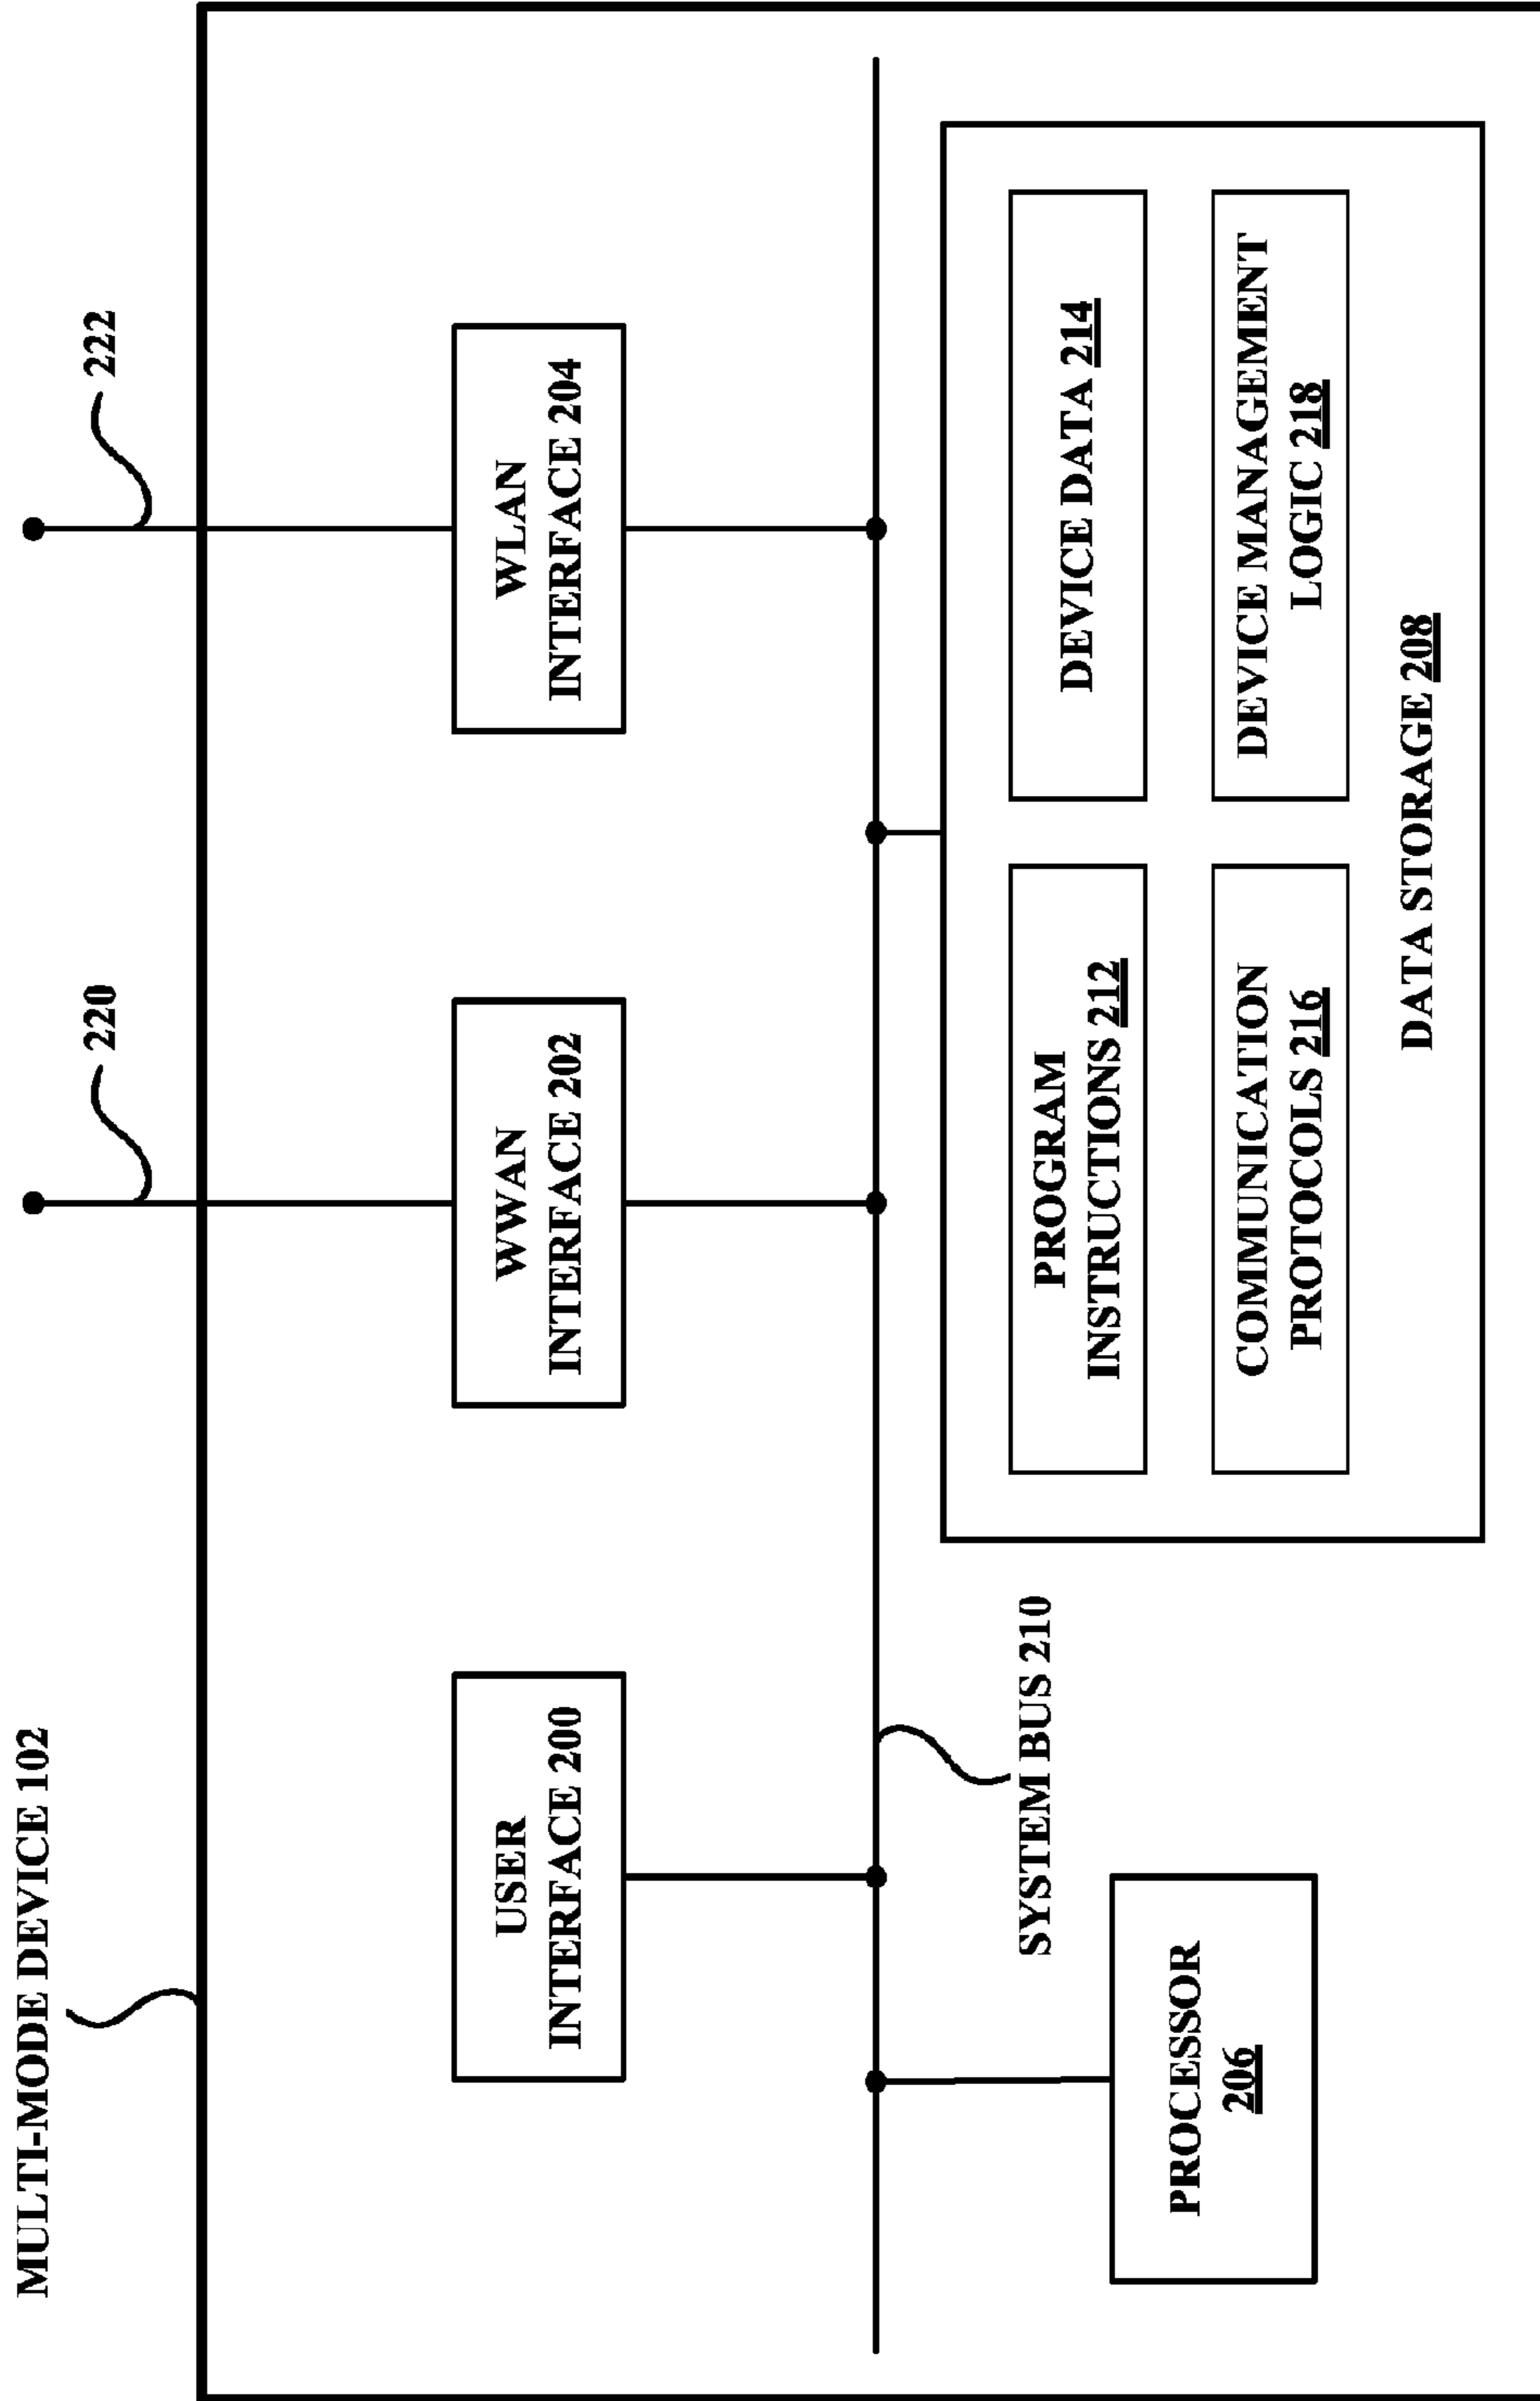 MULTI-MODE DEVICE 102
220
222
USER
INTERFACE 200
WWAN
INTERFACE 202
WLAN
INTERFACE 204
SYSTEM BUS 210
PROCESSOR
206
PROGRAM
INSTRUCTIONS 212
DEVICE DATA 214
COMMUNICATION
PROTOCOLS 216
DEVICE MANAGEMENT
LOGIC 218
DATA STORAGE 208